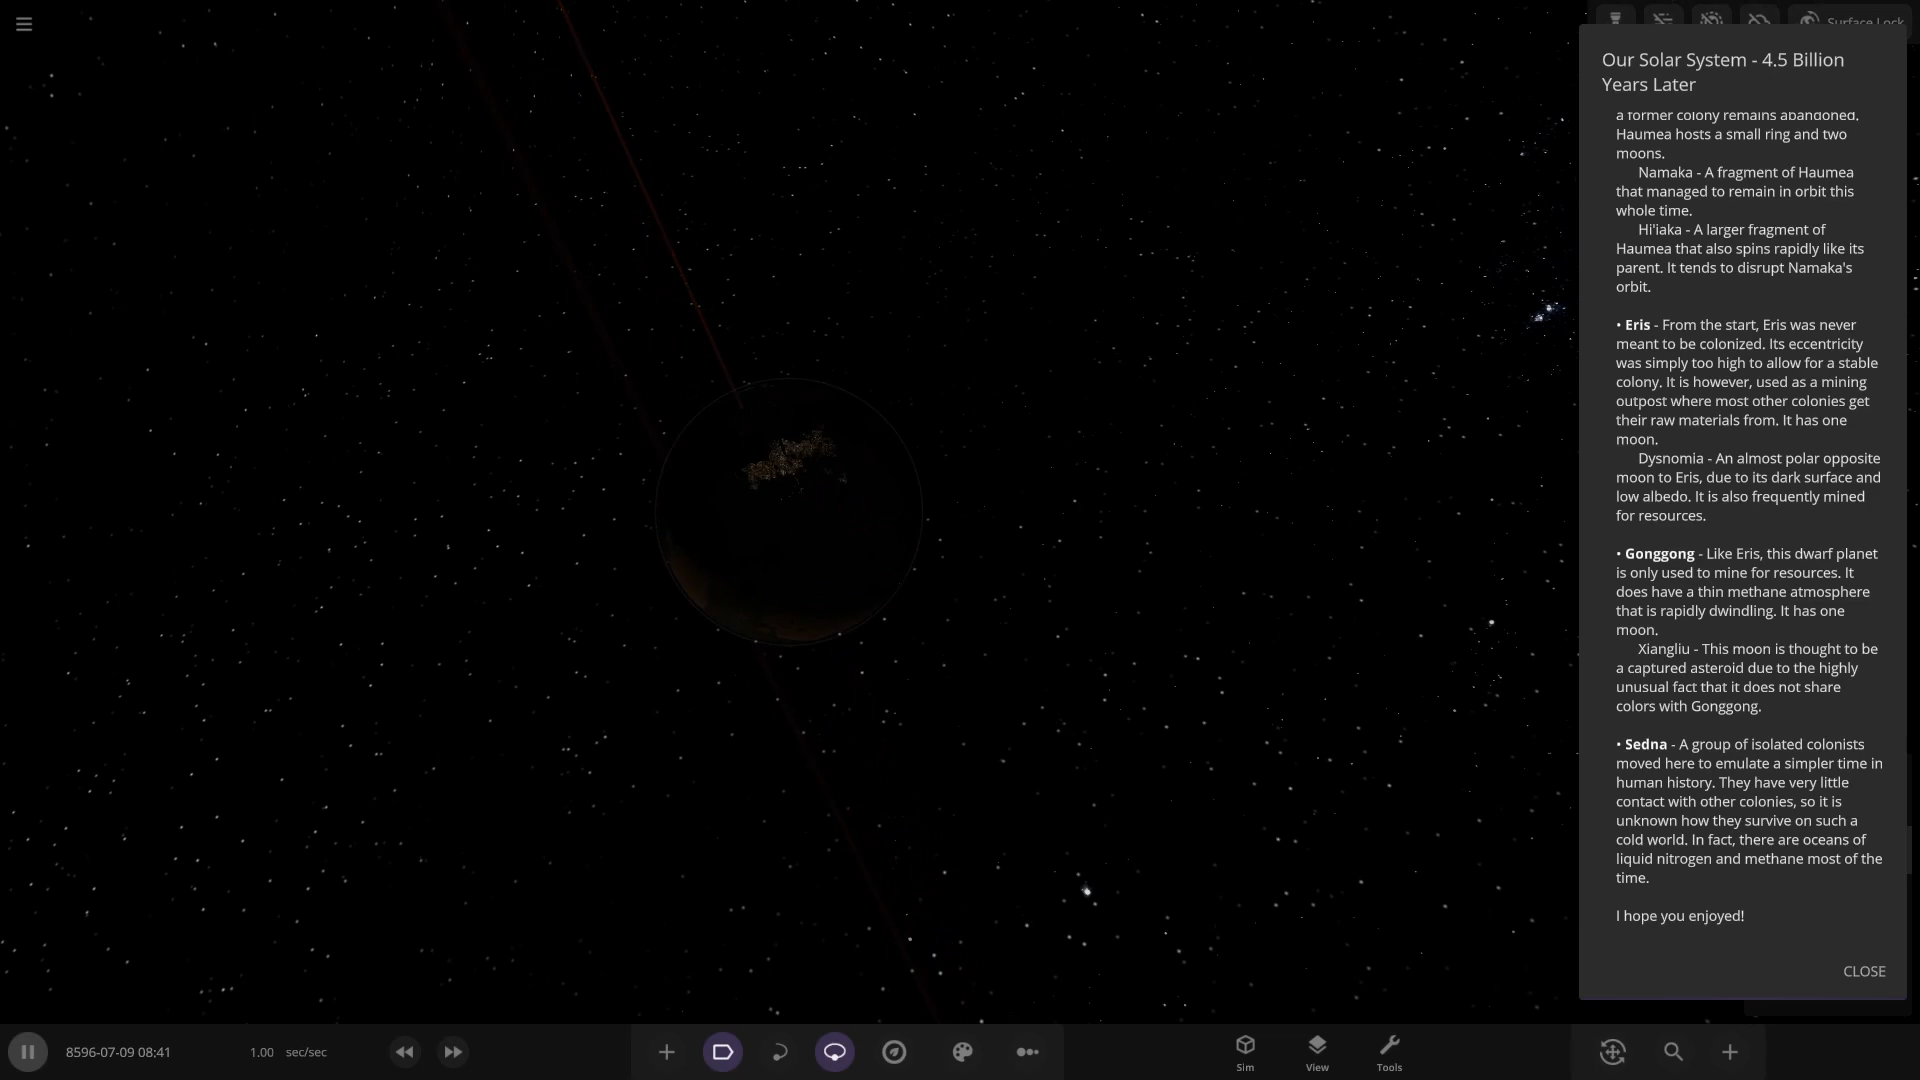 Surface Lock
Our Solar System - 4.5 Billion
Years Later
a former colony remains abandoned.
Haumea hosts a small ring and two
moons.
Namaka - A fragment of Haumea
that managed to remain in orbit this
whole time.
Hi'iaka - A larger fragment of
Haumea that also spins rapidly like its
parent. It tends to disrupt Namaka's
orbit.
• Eris - From the start, Eris was never
meant to be colonized. Its eccentricity
was simply too high to allow for a stable
colony. It is however, used as a mining
outpost where most other colonies get
their raw materials from. It has one
moon.
Dysnomia - An almost polar opposite
moon to Eris, due to its dark surface and
low albedo. It is also frequently mined
for resources.
• Gonggong - Like Eris, this dwarf planet
is only used to mine for resources. It
does have a thin methane atmosphere
that is rapidly dwindling. It has one
moon.
Xiangliu - This moon is thought to be
a captured asteroid due to the highly
unusual fact that it does not share
colors with Gonggong.
• Sedna - A group of isolated colonists
moved here to emulate a simpler time in
human history. They have very little
contact with other colonies, so it is
unknown how they survive on such a
cold world. In fact, there are oceans of
liquid nitrogen and methane most of the
time.
I hope you enjoyed!
CLOSE
8596-07-09 08:41
1.00 sec/sec
Sim
View
Tools